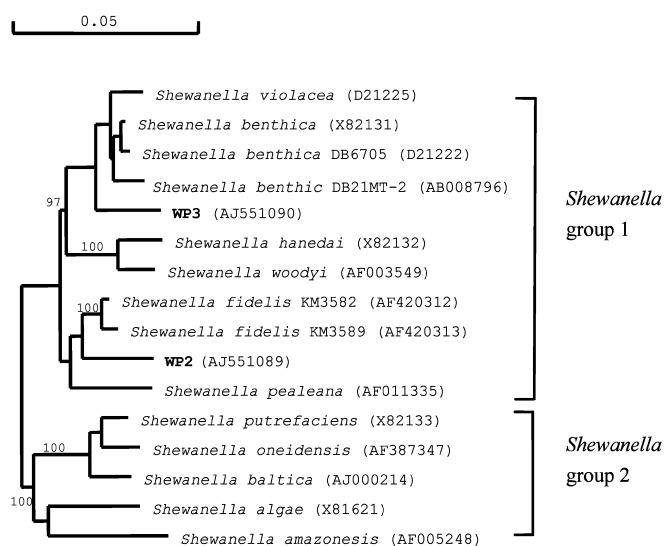 0.05
Shewanella violacea (D21225)
Shewanella benthica (X82131)
Shewanella benthica DB6705 (D21222)
Shewanella benthic DB21MT-2 (AB008796)
97
WP3 (AJ551090)
Shewanella hanedai (X82132)
100
Shewanella woodyi (AF003549)
Shewanella fidelis KM3582 (AF420312)
100
Shewanella fidelis KM3589 (AF420313)
WP2 (AJ551089)
Shewanella pealeana (AF011335)
Shewanella
group 1
Shewanella putrefaciens (X82133)
Shewanella oneidensis (AF387347)
100
Shewanella baltica (AJ000214)
100
Shewanella algae (X81621)
Shewanella amazonesis (AF005248)
Shewanella
group 2